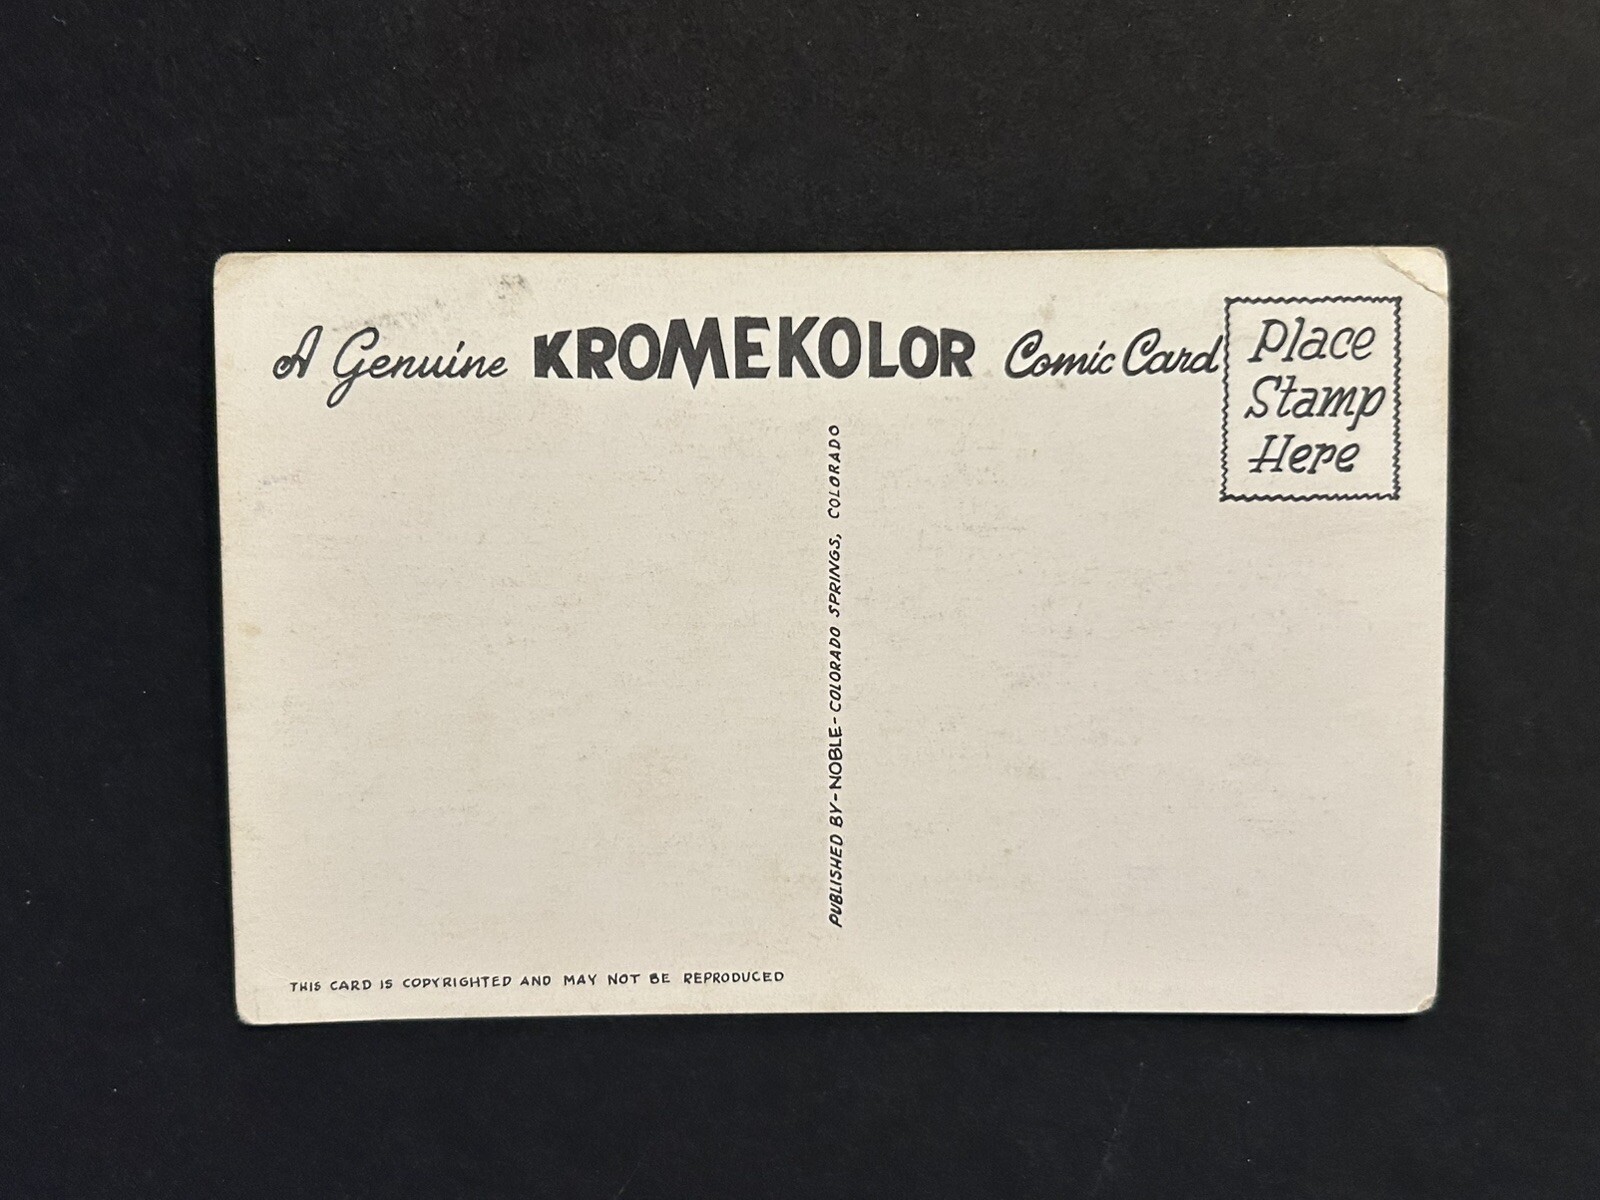 A Genuine KROMEKOLOR Comic Card
Place
Stamp
Here
PUBLISHED BY-NOBLE-COLORADO SPRINGS, COLORADO
THIS CARD IS COPYRIGHTED AND MAY NOT BE REPRODUCED